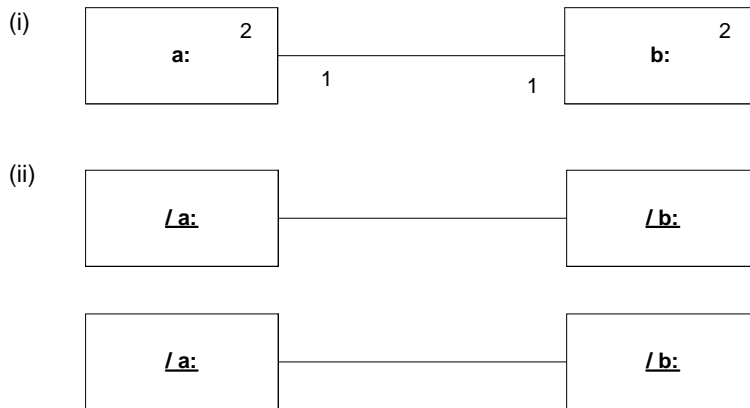 (i)
2 2
a: b:
1 1
(ii)
/ a: / b:
/ a: / b: